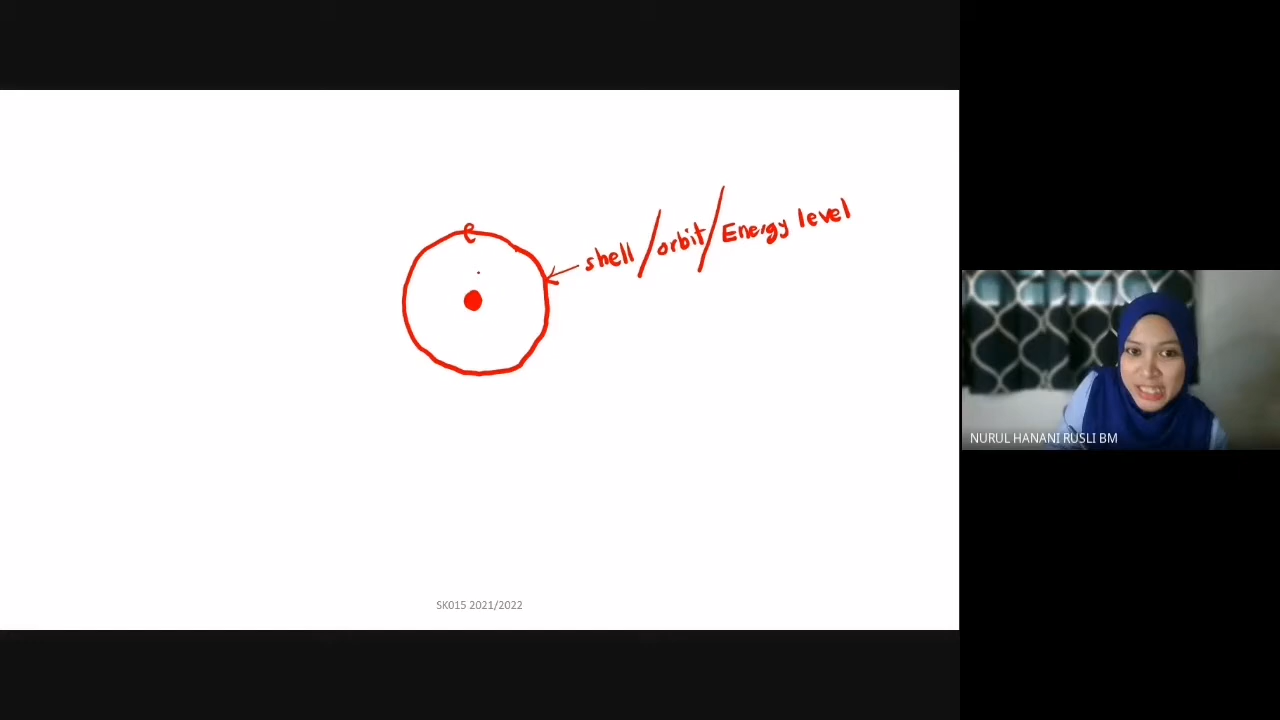 e
shell/orbit/Energy level
NURUL HANANI RUSLI BM
SK015 2021/2022